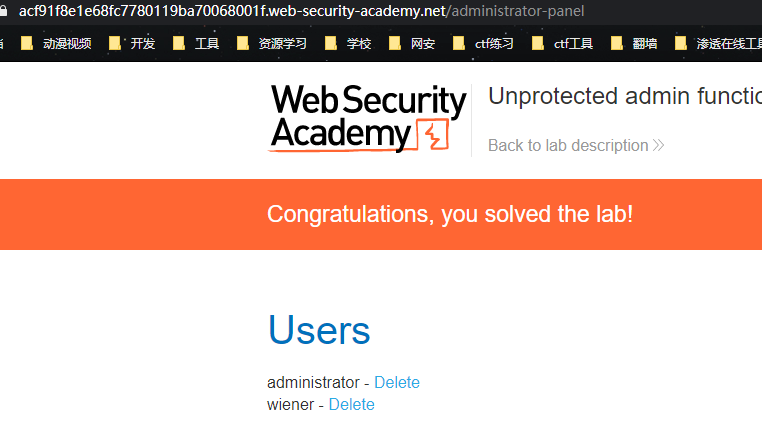 acf91f8e1e68fc7780119ba70068001f.web-security-academy.net/administrator-panel
动漫视频 开发 工具 资源学习 学校 网安 ctf练习 ctf工具 翻墙 渗透在线工具
WebSecurity
Academy
Unprotected admin functio
Back to lab description
Congratulations, you solved the lab!
Users
administrator - Delete
wiener - Delete